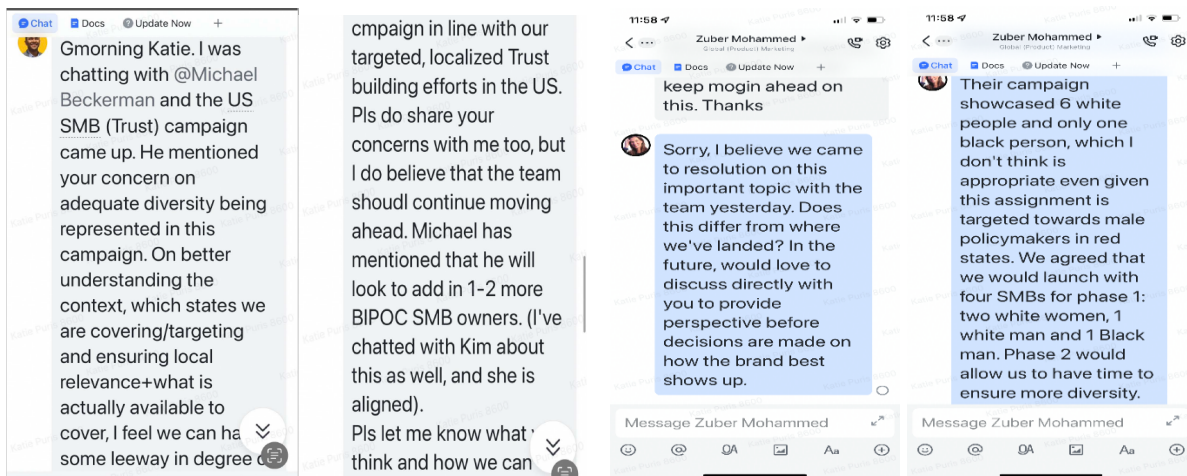 Chat Docs Update Now +
Gmorning Katie. I was
chatting with @Michael
Beckerman and the US
SMB (Trust) campaign
came up. He mentioned
your concern on
adequate diversity being
represented in this
campaign. On better
understanding the
context, which states we
are covering/targeting
and ensuring local
relevance+what is
actually available to
cover, I feel we can
some leeway in degree
cmpaign in line with our
targeted, localized Trust
building efforts in the US.
Pls do share your
concerns with me too, but
I do believe that the team
shoudl continue moving
ahead. Michael has
mentioned that he will
look to add in 1-2 more
BIPOC SMB owners. (I've
chatted with Kim about
this as well, and she is
aligned).
Pls let me know what
think and how we can
11:58
Zuber Mohammed
Global (Product) Marketing
Chat Docs Update Now +
keep mogin ahead on
this. Thanks
Sorry, I believe we came
to resolution on this
important topic with the
team yesterday. Does
this differ from where
we've landed? In the
future, would love to
discuss directly with
you to provide
perspective before
decisions are made on
how the brand best
shows up.
Message Zuber Mohammed
Aa
11:58
Zuber Mohammed
Global (Product) Marketing
Chat Docs Update Now +
Their campaign
showcased 6 white
people and only one
black person, which I
don't think is
appropriate even given
this assignment is
targeted towards male
policymakers in red
states. We agreed that
we would launch with
four SMBs for phase 1:
two white women, 1
white man and 1 Black
man. Phase 2 would
allow us to have time to
ensure more diversity.
Message Zuber Mohammed
Aa